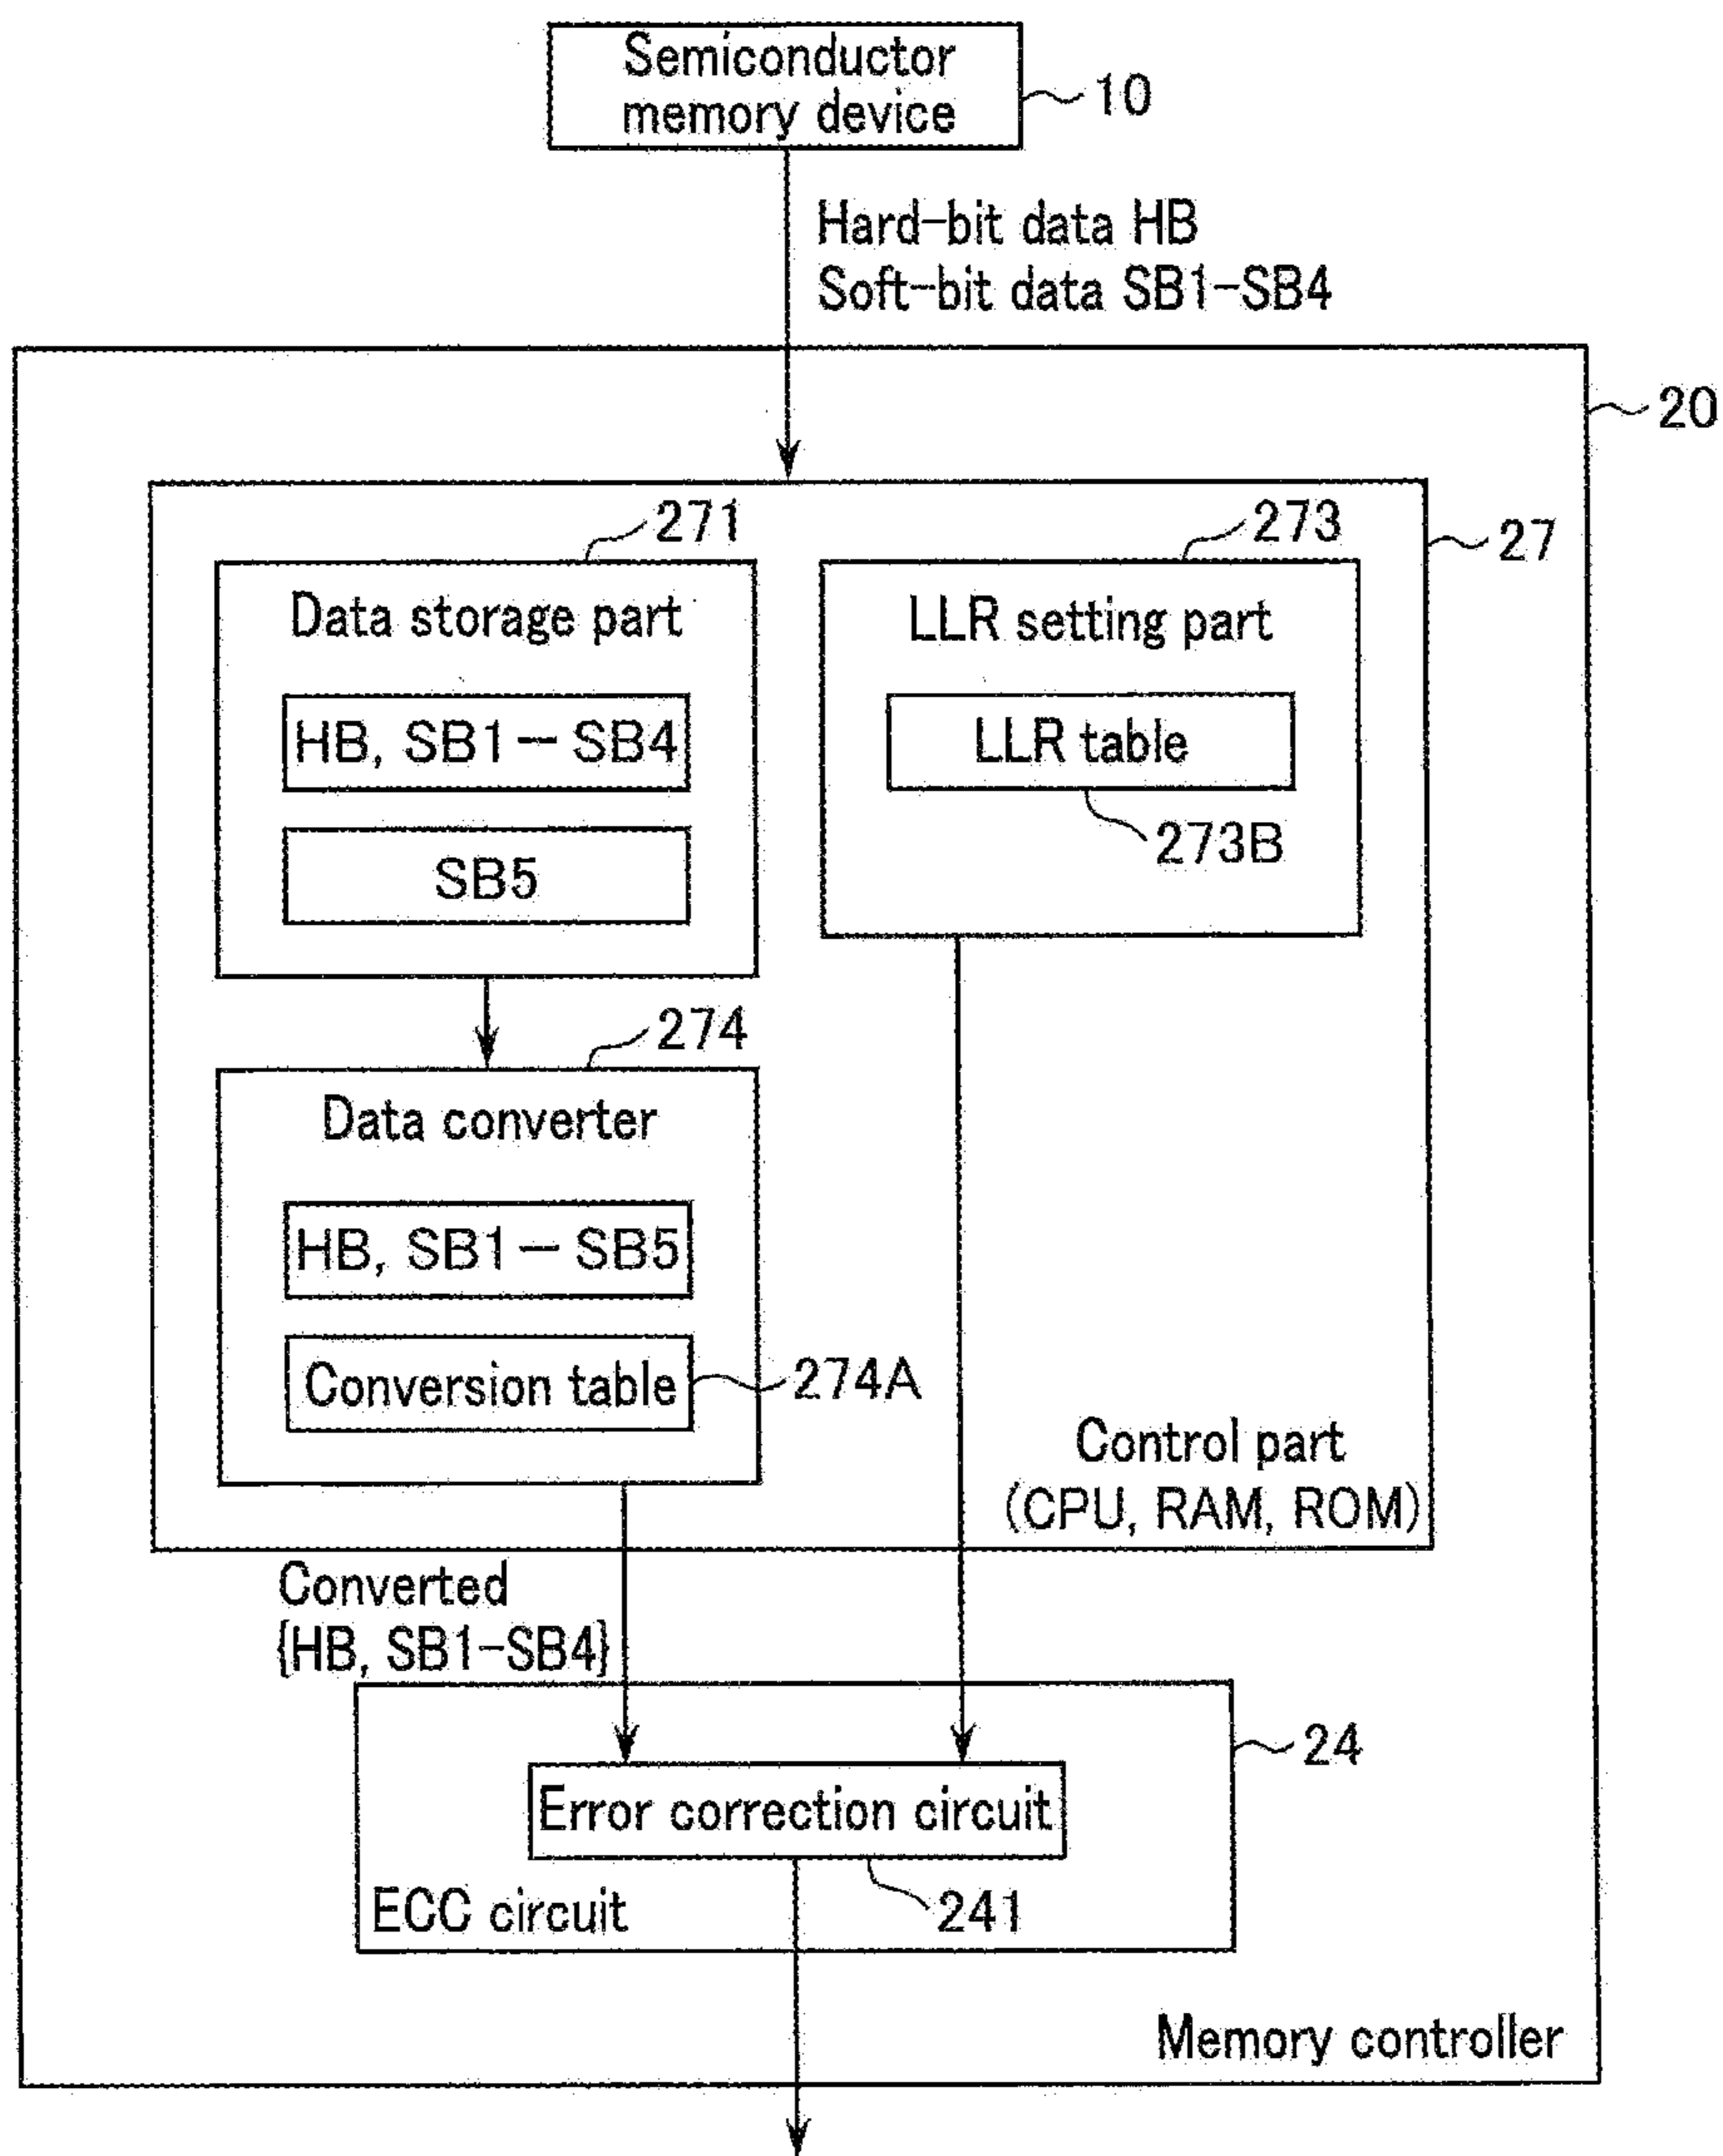 Semiconductor
memory device
10
Hard-bit data HB
Soft-bit data SB1-SB4
20
271
273
27
Data storage part
LLR setting part
HB, SB1－SB4
LLR table
273B
SB5
274
Data converter
HB, SB1－SB5
Conversion table
274A
Control part
(CPU, RAM, ROM)
Converted
{HB, SB1-SB4}
24
Error correction circuit
241
ECC circuit
Memory controller